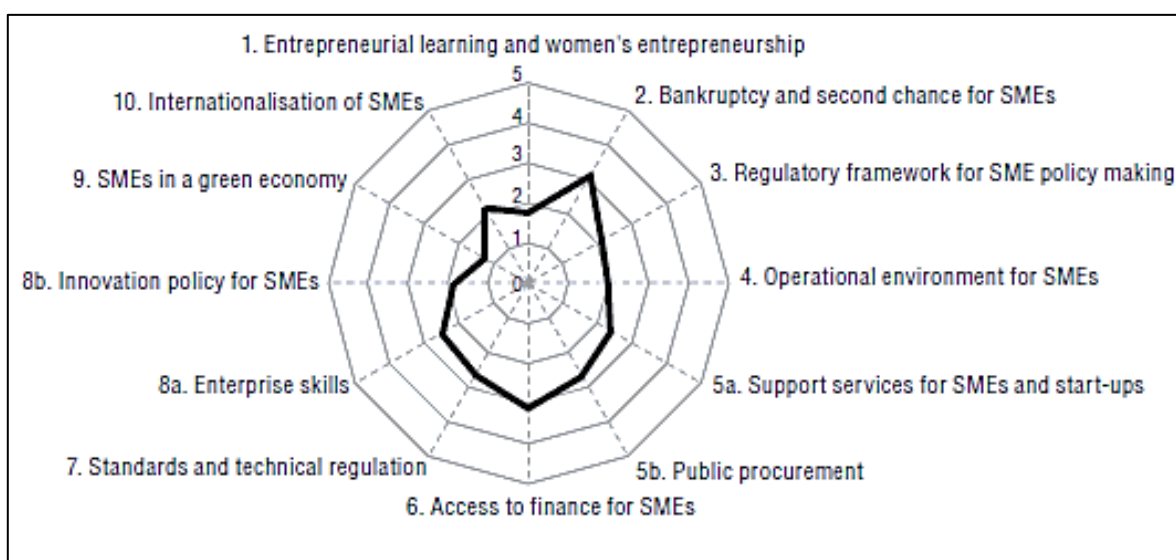 1. Entrepreneurial learning and women's entrepreneurship
5
10. Internationalisation of SMEs
2. Bankruptcy and second chance for SMEs
4
3
9. SMEs in a green economy
3. Regulatory framework for SME policy making
2
1
8b. Innovation policy for SMEs
0
4. Operational environment for SMEs
8a. Enterprise skills
5a. Support services for SMEs and start-ups
7. Standards and technical regulation
5b. Public procurement
6. Access to finance for SMEs